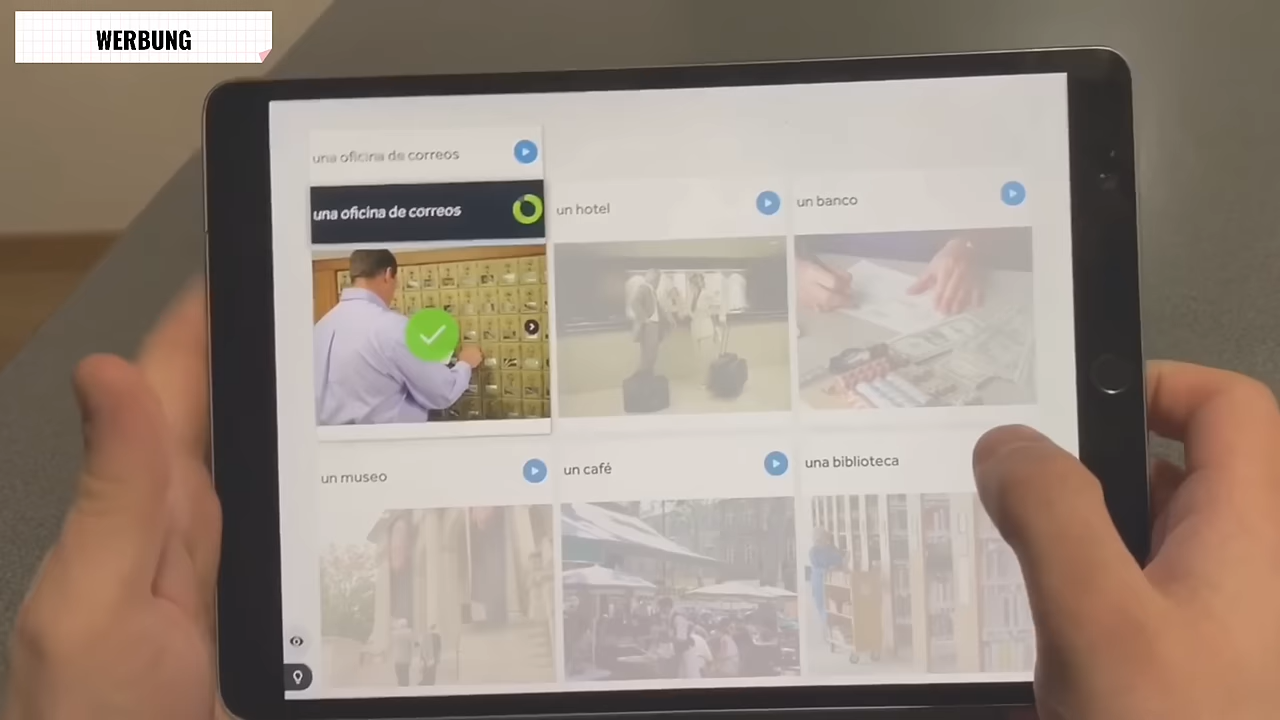 WERBUNG
una oficina de correos
una oficina de correos
un hotel
un banco
un museo
un café
una biblioteca